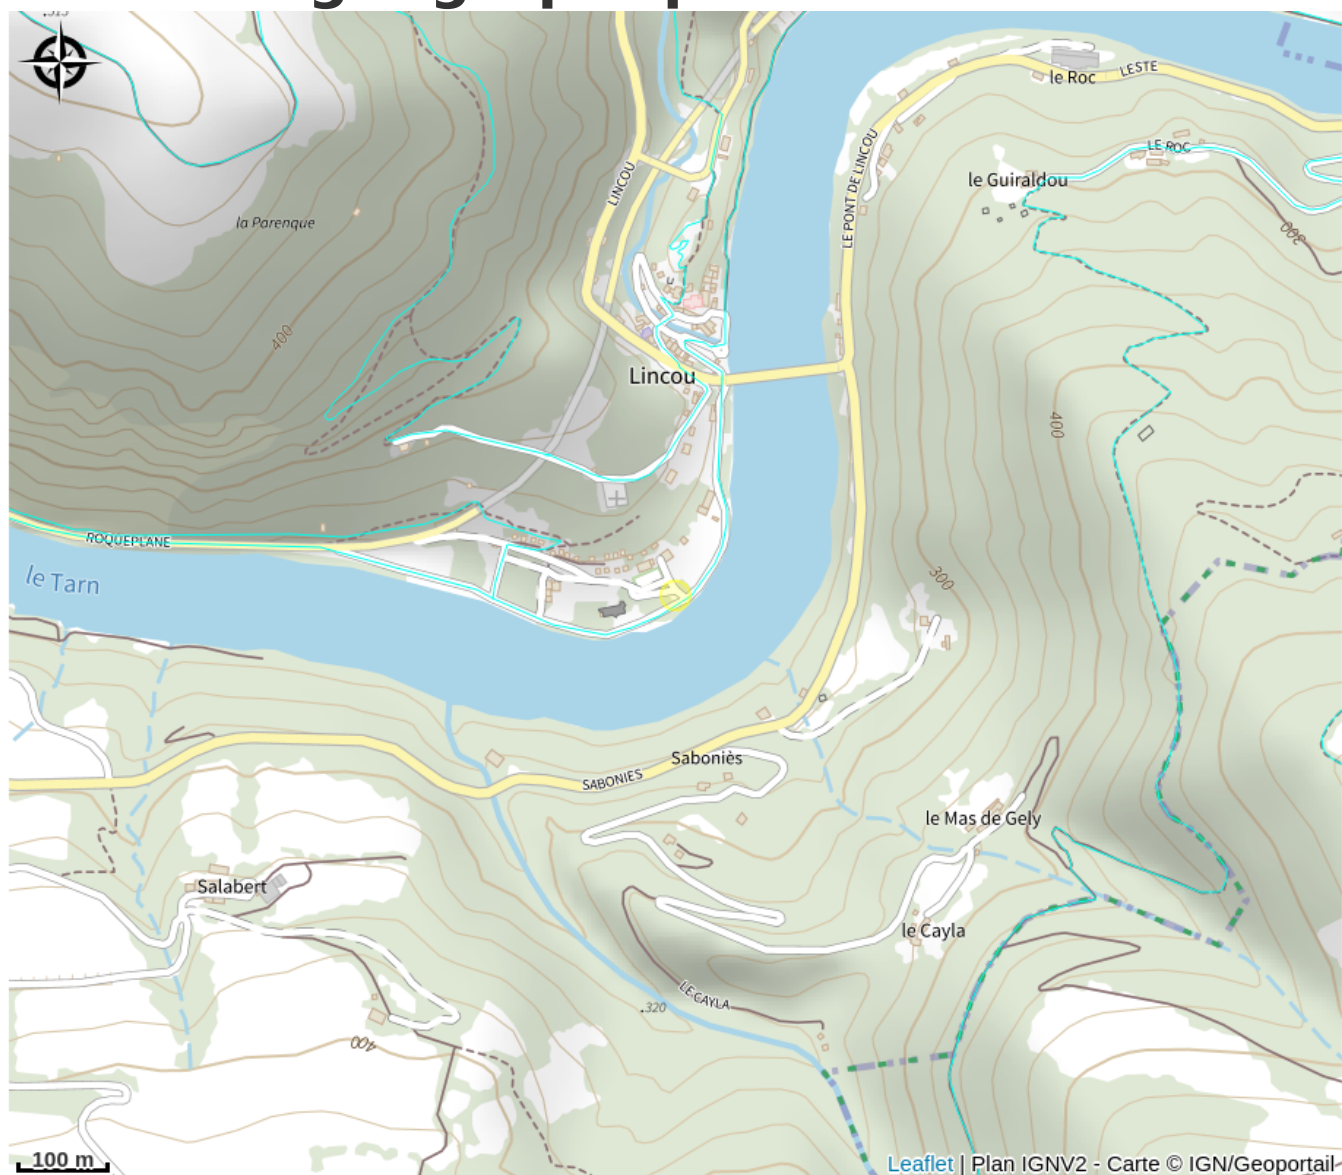 .313
le Roc
LESTE
LE ROC
le Guiraldou
LINCOU
LE PONT DE LINCOU
la Parenque
300
400
Lincou
400
ROQUEPLANE
le Tarn
300
Saboniès
SABONIES
le Mas de Gely
Salabert
le Cayla
LE CAYLA
.320
400
100 m
Leaflet | Plan IGNV2 - Carte © IGN/Geoportail